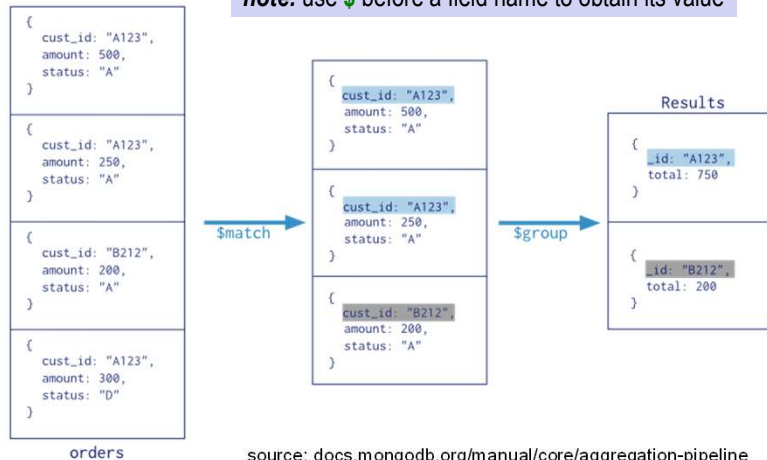 note: use $ before a field name to obtain its value
{
cust_id: "A123",
amount: 500,
status: "A"
}
{
cust_id: "A123",
amount: 250,
status: "A"
}
{
cust_id: "B212",
amount: 200,
status: "A"
}
{
cust_id: "A123",
amount: 300,
status: "D"
}
orders
$match
{
cust_id: "A123",
amount: 500,
status: "A"
}
{
cust_id: "A123",
amount: 250,
status: "A"
}
{
cust_id: "B212",
amount: 200,
status: "A"
}
$group
Results
{
_id: "A123",
total: 750
}
{
_id: "B212",
total: 200
}
source: docs.mongodb.org/manual/core/aggregation-pipeline